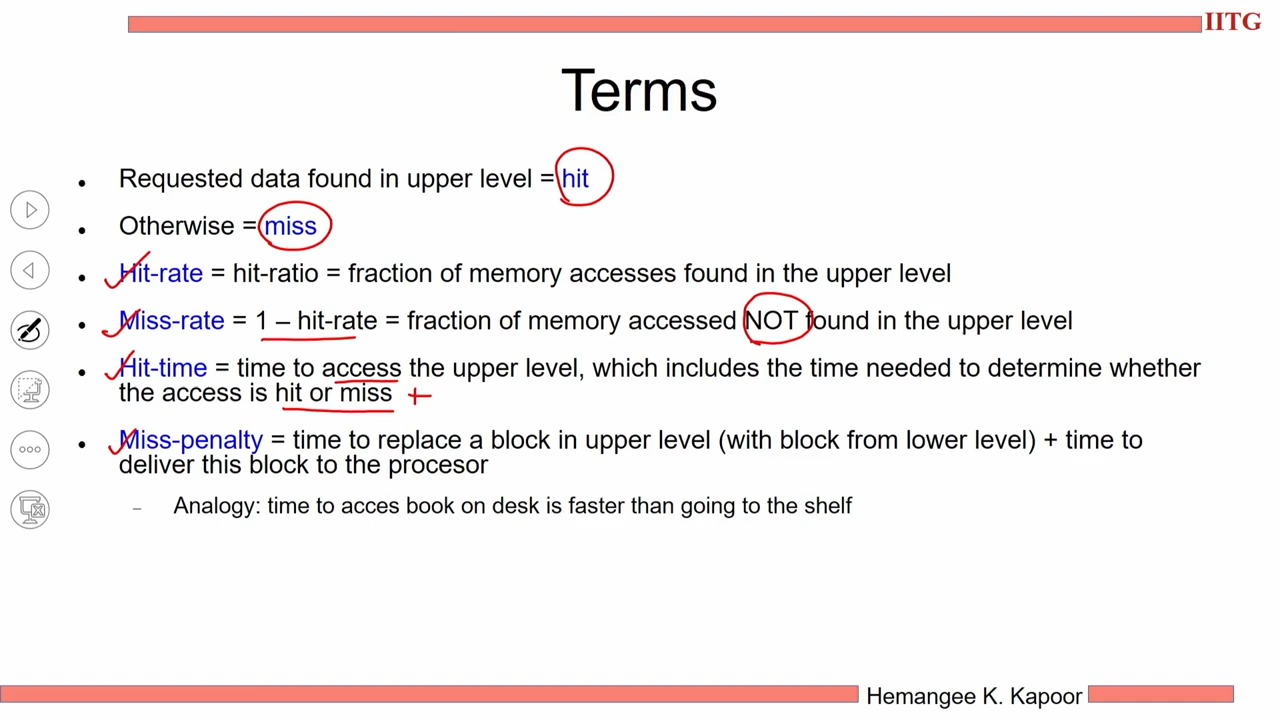 IITG
Terms
• Requested data found in upper level = hit
• Otherwise = miss
• Hit-rate = hit-ratio = fraction of memory accesses found in the upper level
• Miss-rate = 1 – hit-rate = fraction of memory accessed NOT found in the upper level
• Hit-time = time to access the upper level, which includes the time needed to determine whether
the access is hit or miss +
• Miss-penalty = time to replace a block in upper level (with block from lower level) + time to
deliver this block to the procesor
– Analogy: time to acces book on desk is faster than going to the shelf
Hemangee K. Kapoor